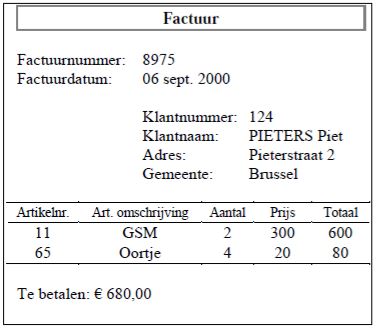 Factuur
Factuurnummer: 8975
Factuurdatum: 06 sept. 2000
Klantnummer: 124
Klantnaam: PIETERS Piet
Adres: Pieterstraat 2
Gemeente: Brussel
Artikelnr. Art. omschrijving Aantal Prijs Totaal
11 GSM 2 300 600
65 Oortje 4 20 80
Te betalen: € 680,00